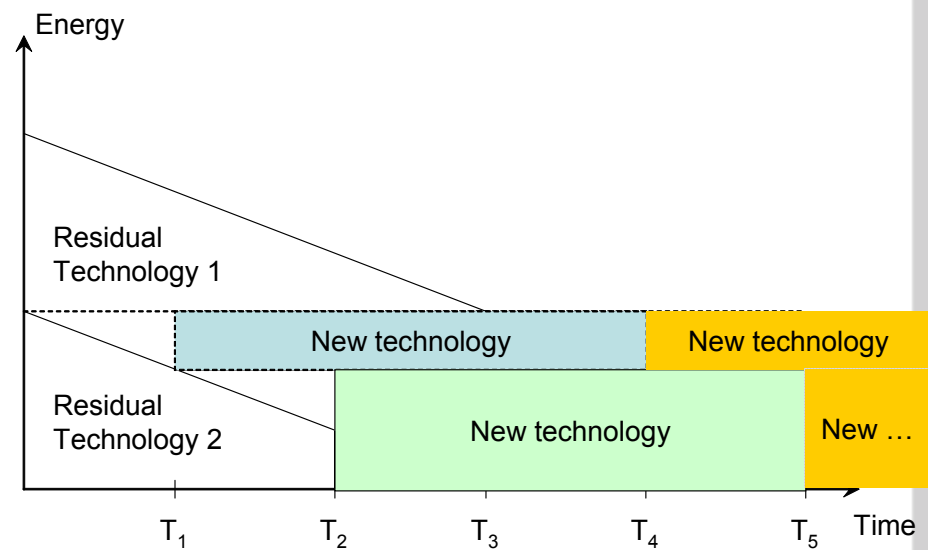 Energy
Residual
Technology 1
New technology
New technology
Residual
Technology 2
New technology
New …
T₁
T₂
T₃
T₄
T₅
Time